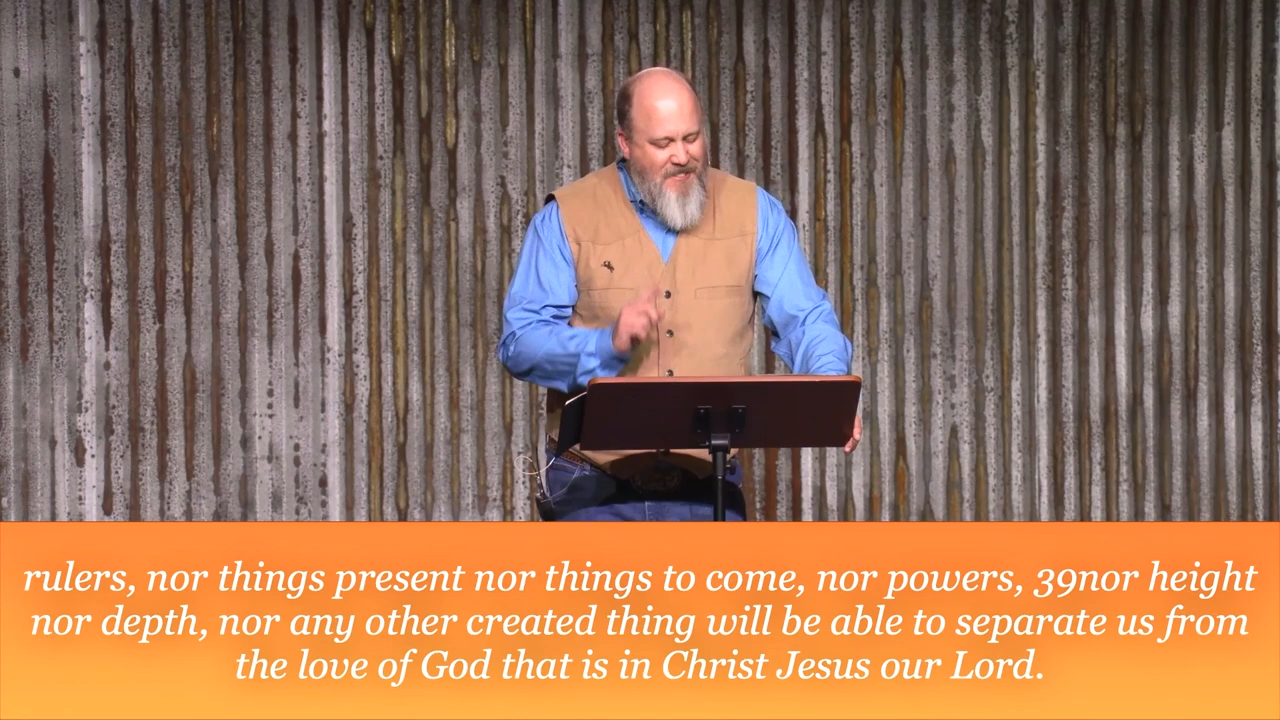 rulers, nor things present nor things to come, nor powers, 39nor height
nor depth, nor any other created thing will be able to separate us from
the love of God that is in Christ Jesus our Lord.